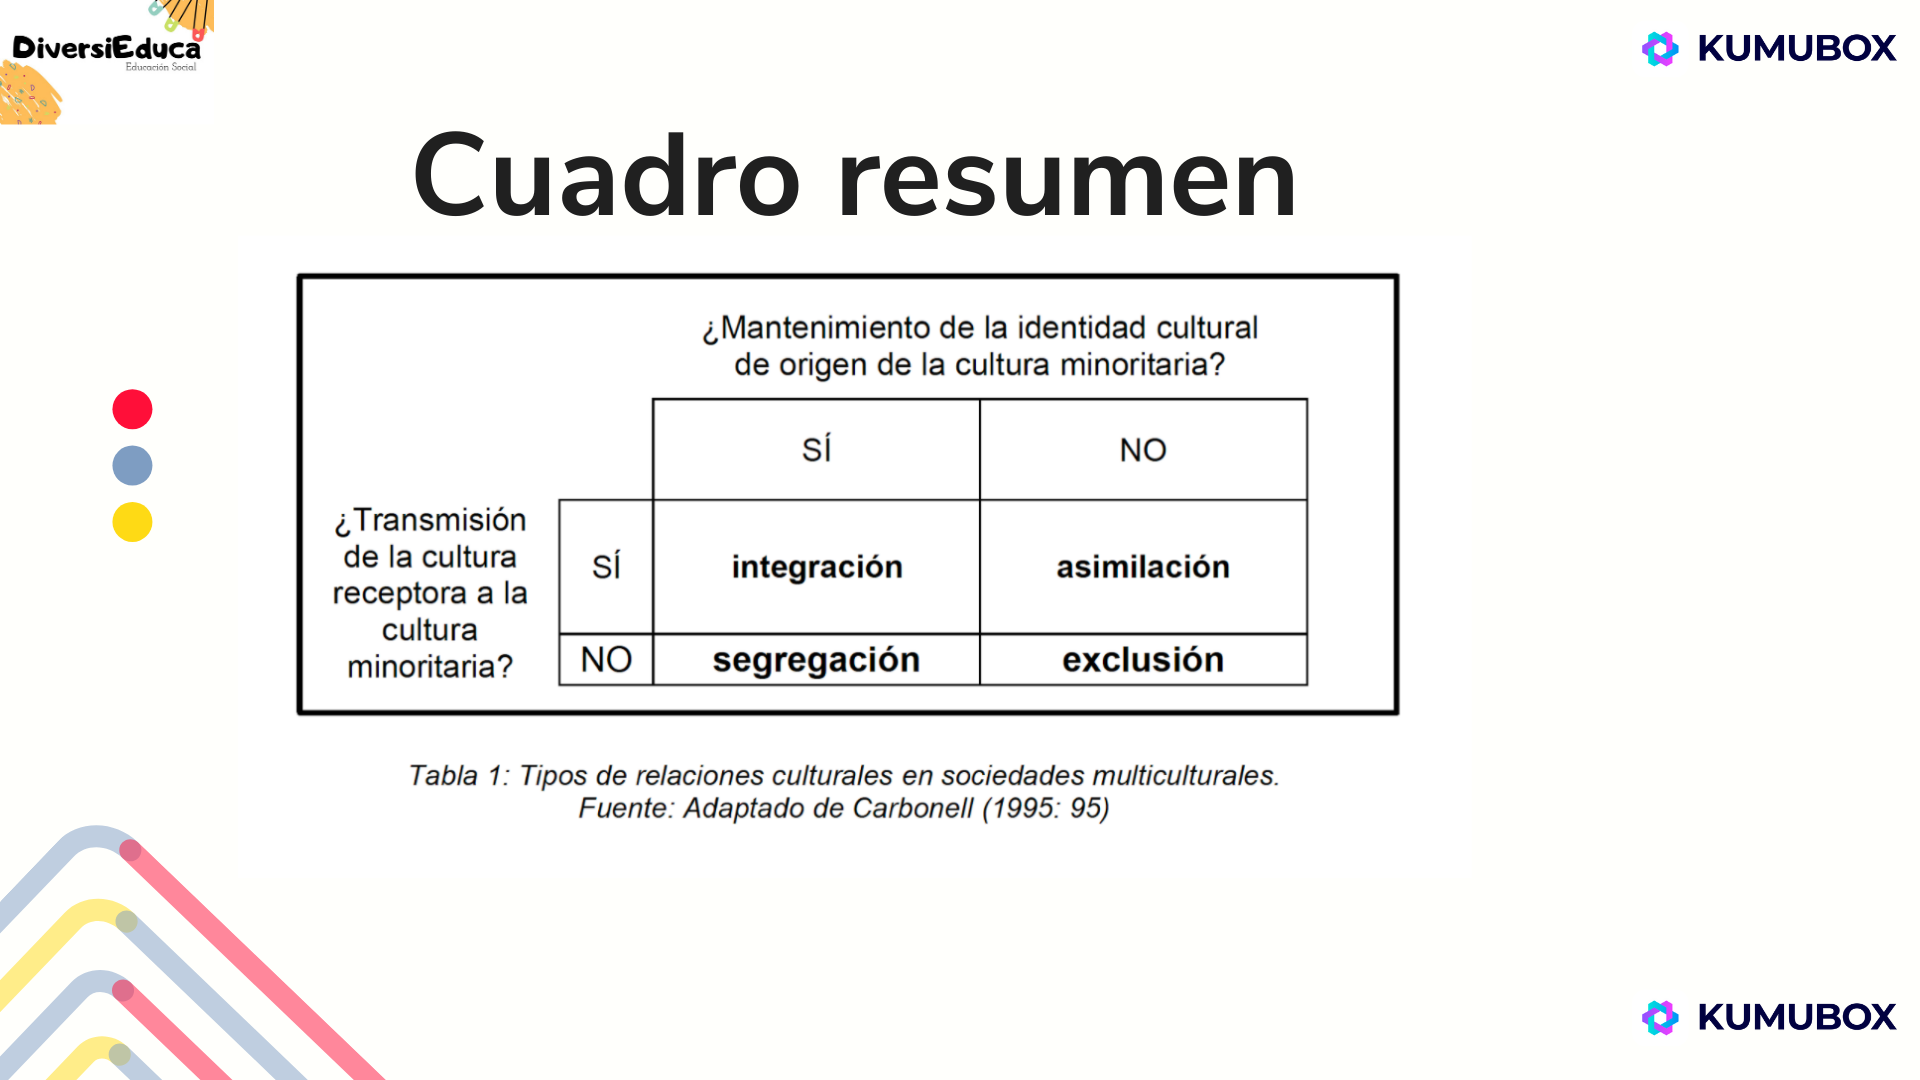 DiversiEduca
Educación Social
KUMUBOX
Cuadro resumen
¿Mantenimiento de la identidad cultural
de origen de la cultura minoritaria?
SÍ NO
¿Transmisión
de la cultura
receptora a la
cultura
minoritaria?
SÍ integración asimilación
NO segregación exclusión
Tabla 1: Tipos de relaciones culturales en sociedades multiculturales.
Fuente: Adaptado de Carbonell (1995: 95)
KUMUBOX